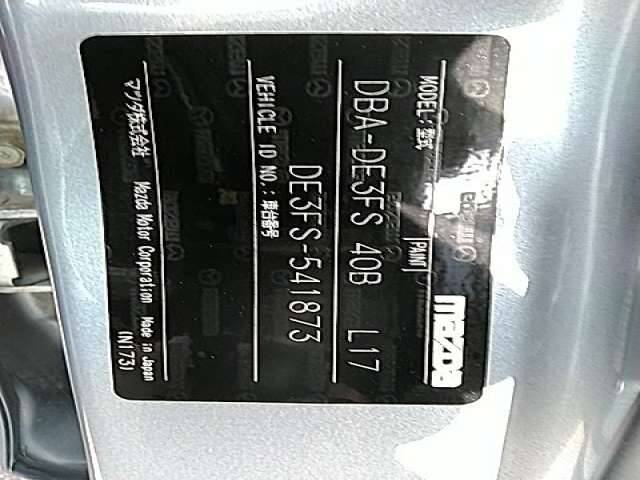 mazda
MODEL:型式 PAINT
DBA-DE3FS 40B L17
VEHICLE ID NO.:車台番号
DE3FS-541873
マツダ株式会社 Mazda Motor Corporation Made in Japan
(N173)